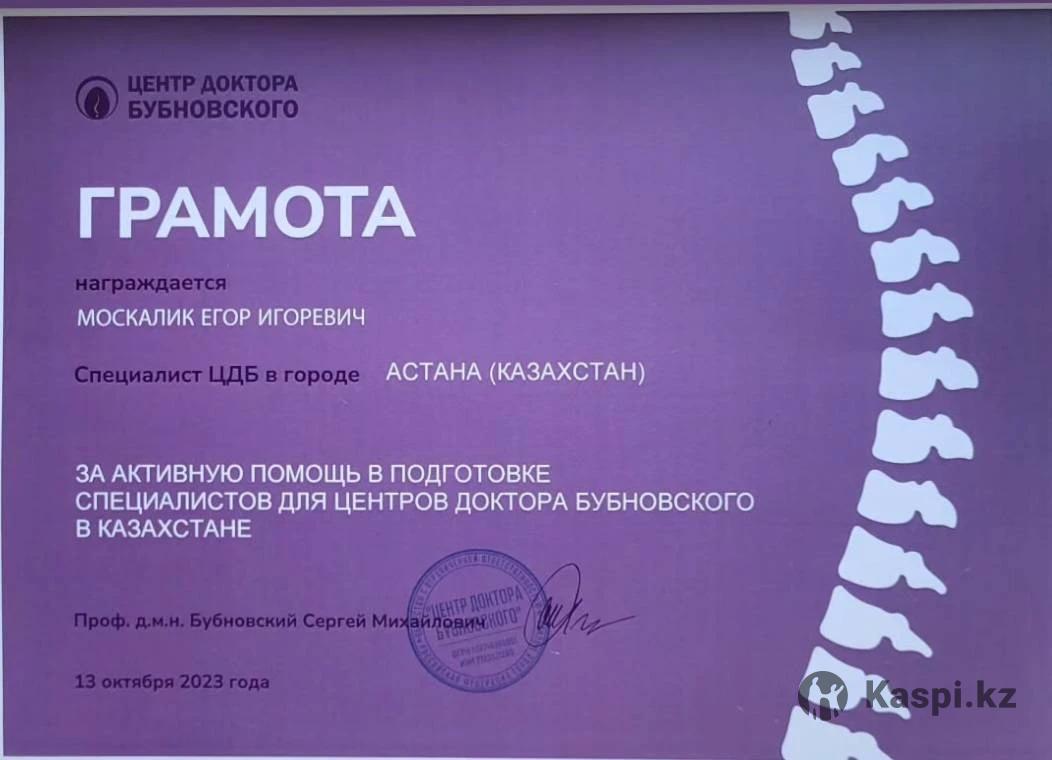 ЦЕНТР ДОКТОРА
БУБНОВСКОГО
ГРАМОТА
награждается
МОСКАЛИК ЕГОР ИГОРЕВИЧ
Специалист ЦДБ в городе АСТАНА (КАЗАХСТАН)
ЗА АКТИВНУЮ ПОМОЩЬ В ПОДГОТОВКЕ
СПЕЦИАЛИСТОВ ДЛЯ ЦЕНТРОВ ДОКТОРА БУБНОВСКОГО
В КАЗАХСТАНЕ
"ЦЕНТР ДОКТОРА
БУБНОВСКОГО"
Проф. д.м.н. Бубновский Сергей Михайлович
13 октября 2023 года
Kaspi.kz